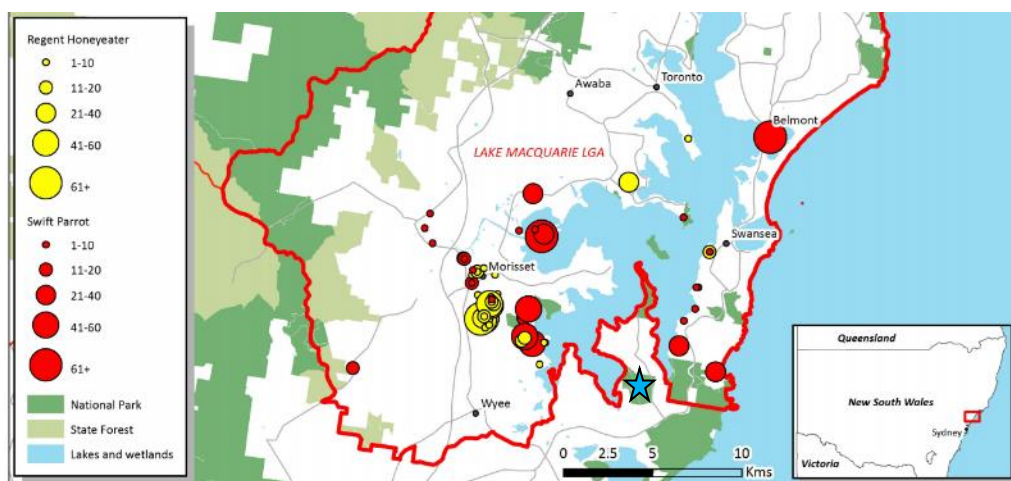 Regent Honeyeater
1-10
11-20
21-40
41-60
61+
Swift Parrot
1-10
11-20
21-40
41-60
61+
National Park
State Forest
Lakes and wetlands
Toronto
Awaba
Belmont
LAKE MACQUARIE LGA
Swansea
Morisset
Wyee
0 2.5 5 10
Kms
Queensland
New South Wales
Sydney
Victoria